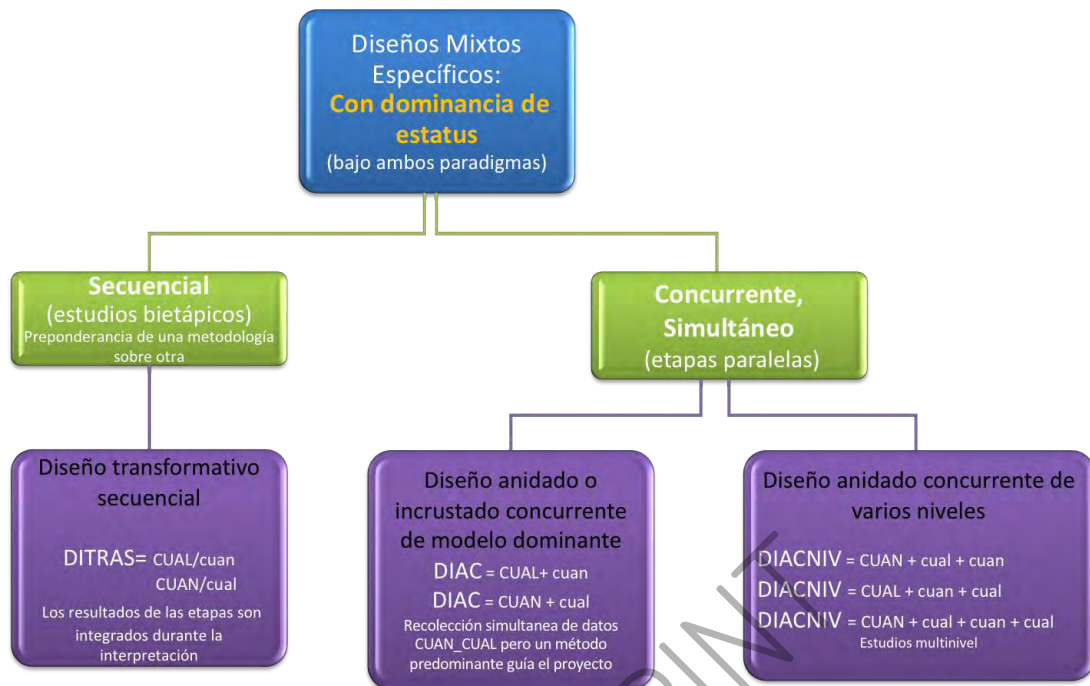 Diseños Mixtos
Específicos:
Con dominancia de
estatus
(bajo ambos paradigmas)
Secuencial
(estudios bietápicos)
Preponderancia de una metodología
sobre otra
Concurrente,
Simultáneo
(etapas paralelas)
Diseño transformativo
secuencial
DITRAS= CUAL/cuan
CUAN/cual
Los resultados de las etapas son
integrados durante la
interpretación
Diseño anidado o
incrustado concurrente
de modelo dominante
DIAC = CUAL+ cuan
DIAC = CUAN + cual
Recolección simultanea de datos
CUAN_CUAL pero un método
predominante guía el proyecto
Diseño anidado concurrente de
varios niveles
DIACNIV = CUAN + cual + cuan
DIACNIV = CUAL + cuan + cual
DIACNIV = CUAN + cual + cuan + cual
Estudios multinivel